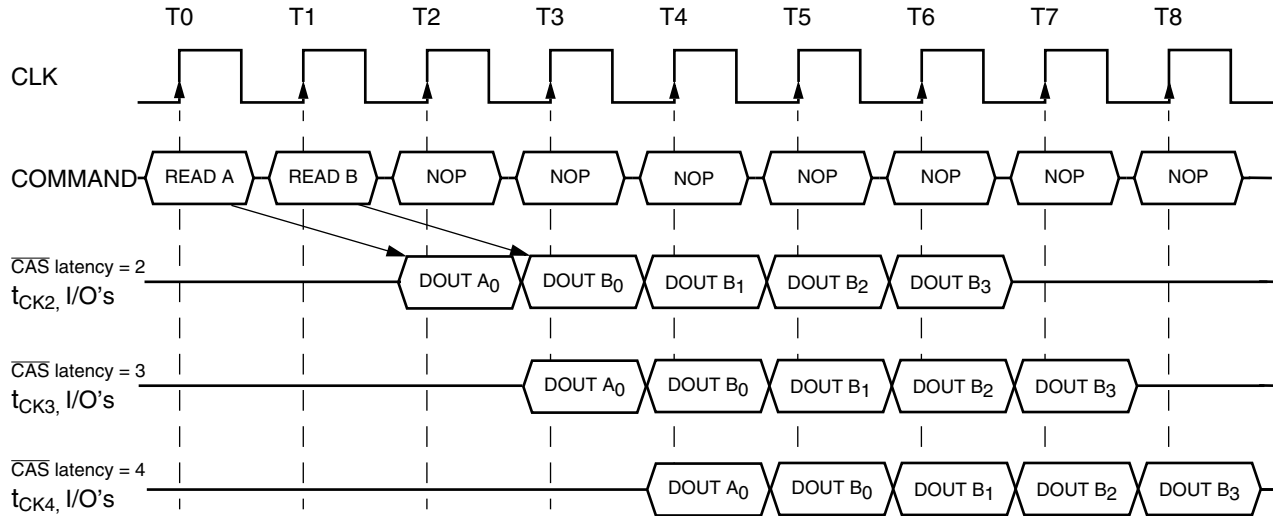 T0 T1 T2 T3 T4 T5 T6 T7 T8
CLK
COMMAND READ A READ B NOP NOP NOP NOP NOP NOP NOP
CAS latency = 2
tCK2, I/O's DOUT A0 DOUT B0 DOUT B1 DOUT B2 DOUT B3
CAS latency = 3
tCK3, I/O's DOUT A0 DOUT B0 DOUT B1 DOUT B2 DOUT B3
CAS latency = 4
tCK4, I/O's DOUT A0 DOUT B0 DOUT B1 DOUT B2 DOUT B3